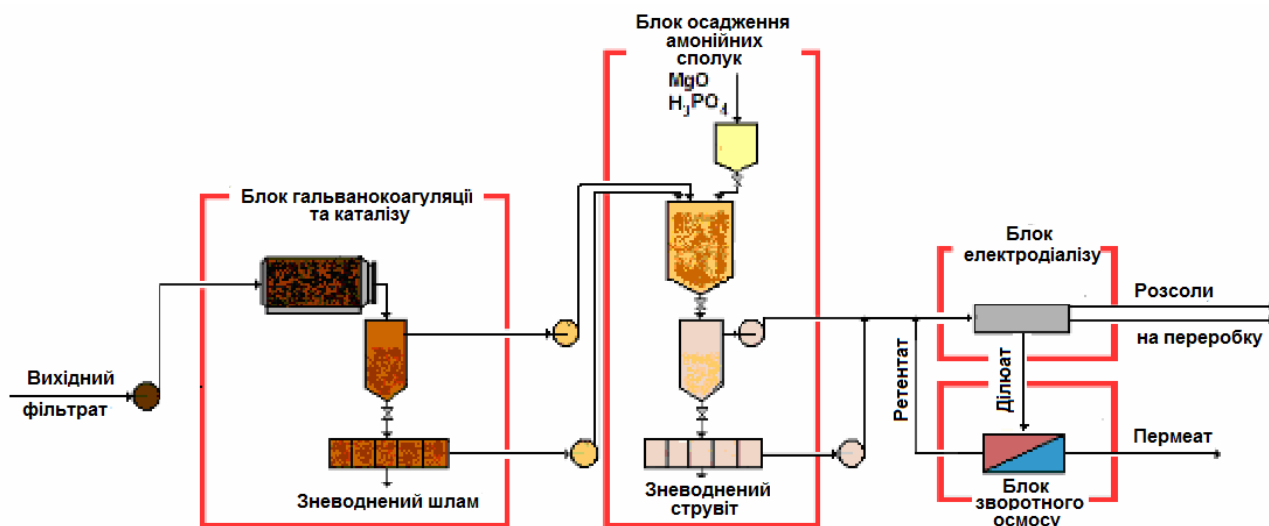 Блок осадження
амонійних
сполук
MgO
H3PO4
Блок гальванокоагуляції
та каталізу
Блок
електродіалізу
Розсоли
на переробку
Вихідний
фільтрат
Ретентат
Ділюат
Пермеат
Зневоднений шлам
Зневоднений
струвіт
Блок
зворотного
осмосу